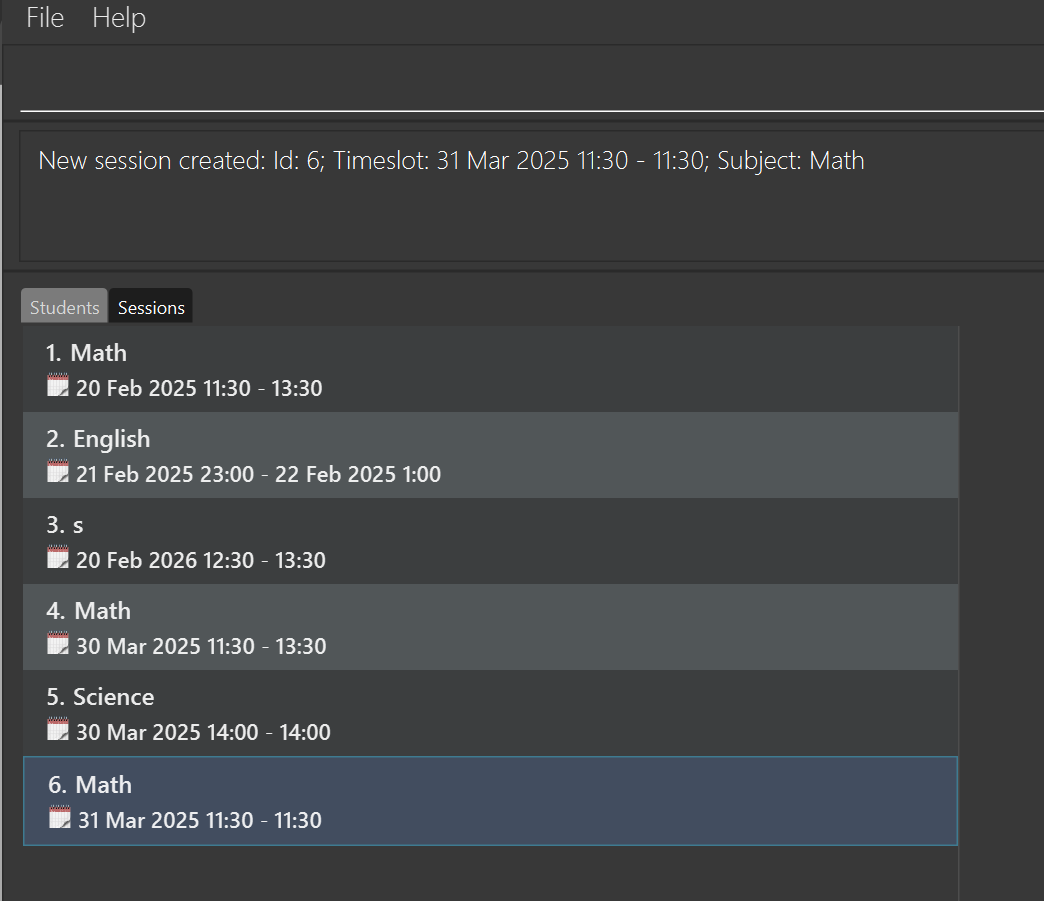 File Help
New session created: Id: 6; Timeslot: 31 Mar 2025 11:30 - 11:30; Subject: Math
Students Sessions
1. Math
20 Feb 2025 11:30 - 13:30
2. English
21 Feb 2025 23:00 - 22 Feb 2025 1:00
3. s
20 Feb 2026 12:30 - 13:30
4. Math
30 Mar 2025 11:30 - 13:30
5. Science
30 Mar 2025 14:00 - 14:00
6. Math
31 Mar 2025 11:30 - 11:30